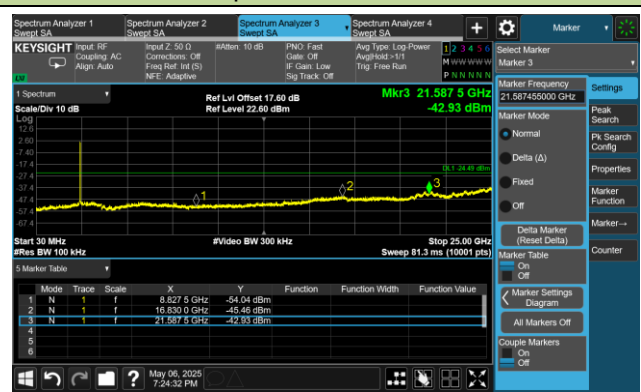 Spectrum Analyzer 1 Swept SA
Spectrum Analyzer 2 Swept SA
Spectrum Analyzer 3 Swept SA
Spectrum Analyzer 4 Swept SA
+
Marker
KEYSIGHT
Input: RF
Coupling: AC
Align: Auto
Input Z: 50 Ω
Corrections: Off
Freq Ref: Int (S)
NFE: Adaptive
#Atten: 10 dB
PNO: Fast
Gate: Off
IF Gain: Low
Sig Track: Off
Avg Type: Log-Power
Avg|Hold:>1/1
Trig: Free Run
1 2 3 4 5 6
M W W W W W
P N N N N N
LXI
Select Marker
Marker 3
1 Spectrum
Scale/Div 10 dB
Ref Lvl Offset 17.60 dB
Ref Level 22.60 dBm
Mkr3 21.587 5 GHz
-42.93 dBm
Log
12.6
2.60
-7.40
-17.4
-27.4
-37.4
-47.4
-57.4
-67.4
DL1 -24.49 dBm
1
2
3
Start 30 MHz
#Res BW 100 kHz
#Video BW 300 kHz
Stop 25.00 GHz
Sweep 81.3 ms (10001 pts)
Marker Frequency
21.587455000 GHz
Marker Mode
Normal
Delta (Δ)
Fixed
Off
Delta Marker
(Reset Delta)
Marker Table
On
Off
Marker Settings
Diagram
All Markers Off
Couple Markers
On
Off
Settings
Peak Search
Pk Search Config
Properties
Marker Function
Marker→
Counter
5 Marker Table
Mode Trace Scale X Y Function Function Width Function Value
1 N 1 f 8.827 5 GHz -54.04 dBm
2 N 1 f 16.830 0 GHz -45.46 dBm
3 N 1 f 21.587 5 GHz -42.93 dBm
4
5
6
?
May 06, 2025
7:24:32 PM